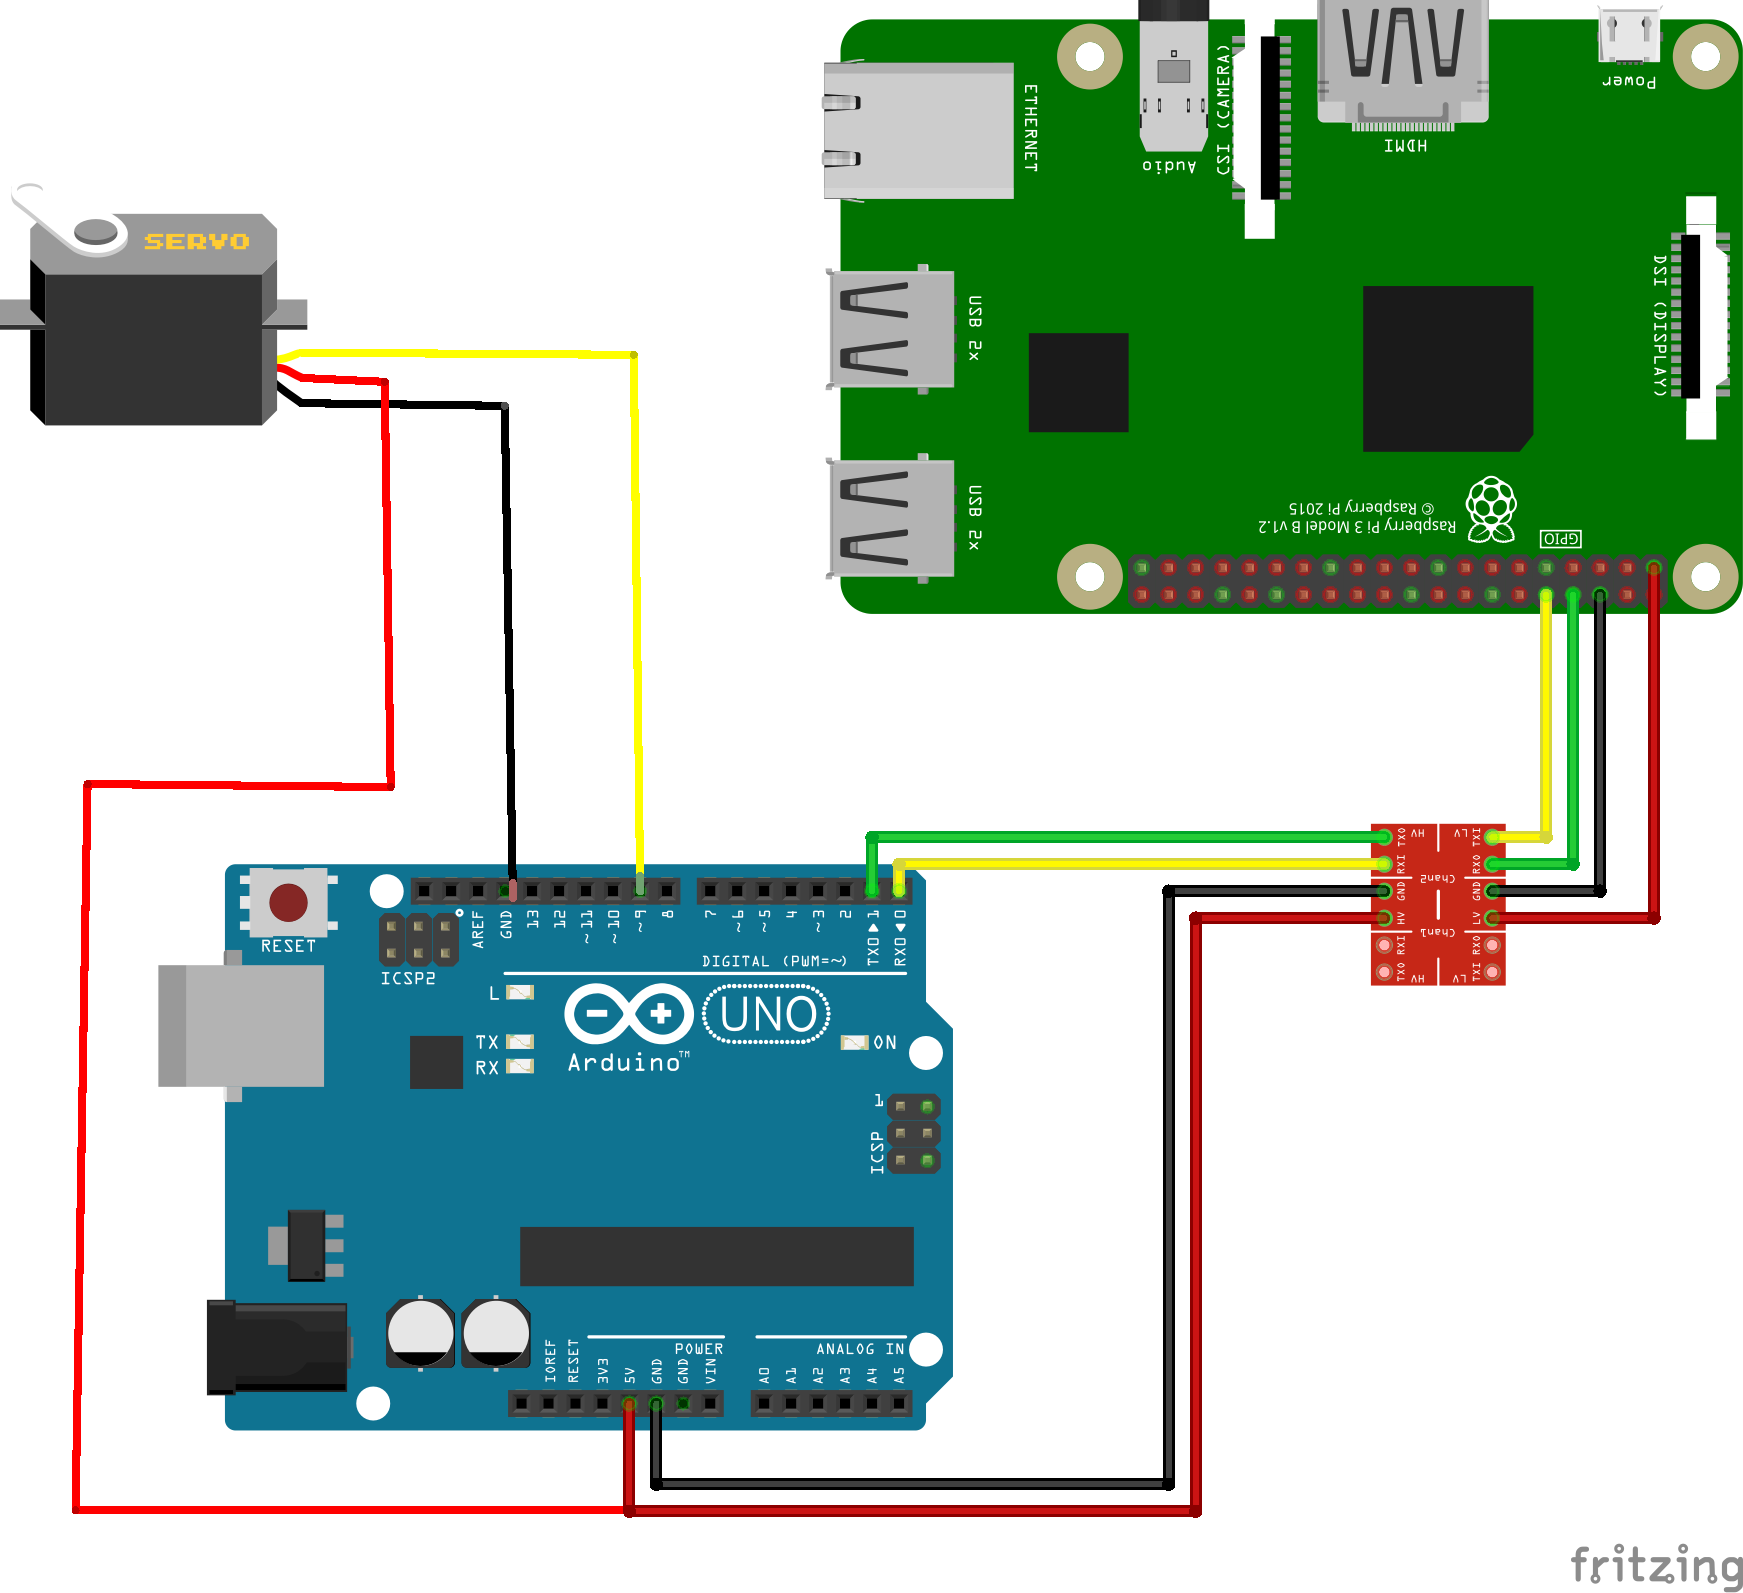 ETHERNET
Audio
CSI (CAMERA)
HDMI
Power
USB 2x
USB 2x
DSI (DISPLAY)
© Raspberry Pi 2015
Raspberry Pi 3 Model B v1.2
GPIO
SERVO
RESET
ICSP2
AREF
GND
13
12
~11
~10
~9
8
7
~6
~5
4
~3
2
TX0▶1
RX0◀0
DIGITAL (PWM=~)
L
TX
RX
UNO
Arduino™
ON
1
ICSP
POWER
ANALOG IN
IOREF
RESET
3V3
5V
GND
GND
VIN
A0
A1
A2
A3
A4
A5
TXO HV LV TXI
RXI RXO
Chan2
GND GND
HV LV
Chan1
RXI RXO
TXO HV LV TXI
fritzing